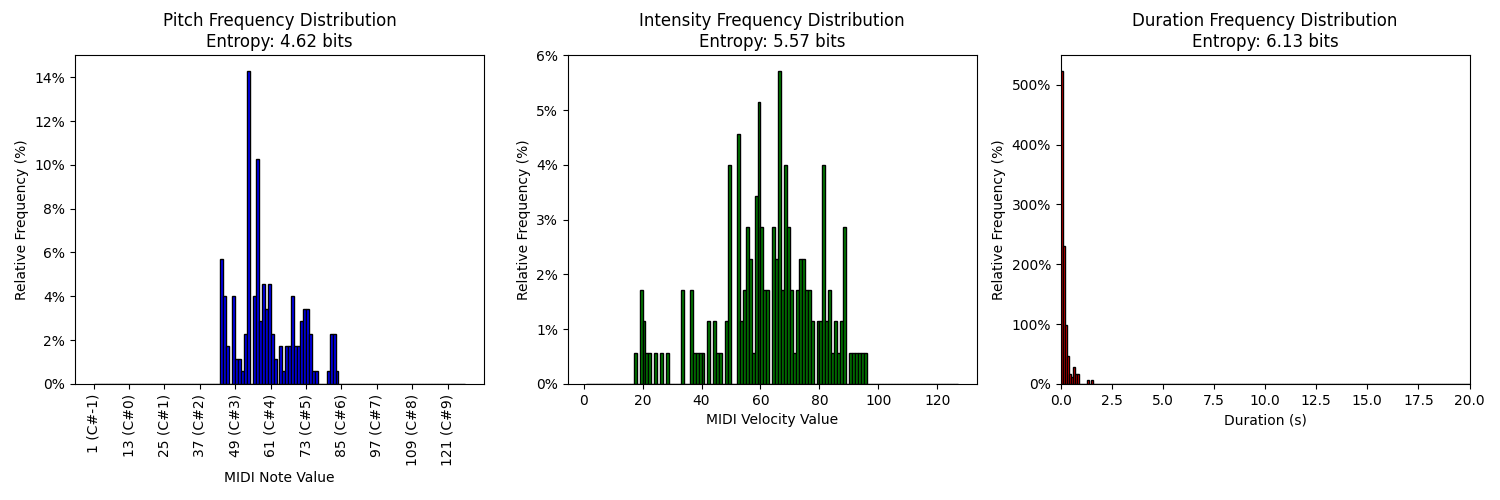 Pitch Frequency Distribution
Entropy: 4.62 bits
Relative Frequency (%)
14%
12%
10%
8%
6%
4%
2%
0%
1 (C#-1)
13 (C#0)
25 (C#1)
37 (C#2)
49 (C#3)
61 (C#4)
73 (C#5)
85 (C#6)
97 (C#7)
109 (C#8)
121 (C#9)
MIDI Note Value
Intensity Frequency Distribution
Entropy: 5.57 bits
Relative Frequency (%)
6%
5%
4%
3%
2%
1%
0%
0
20
40
60
80
100
120
MIDI Velocity Value
Duration Frequency Distribution
Entropy: 6.13 bits
Relative Frequency (%)
500%
400%
300%
200%
100%
0%
0.0
2.5
5.0
7.5
10.0
12.5
15.0
17.5
20.0
Duration (s)